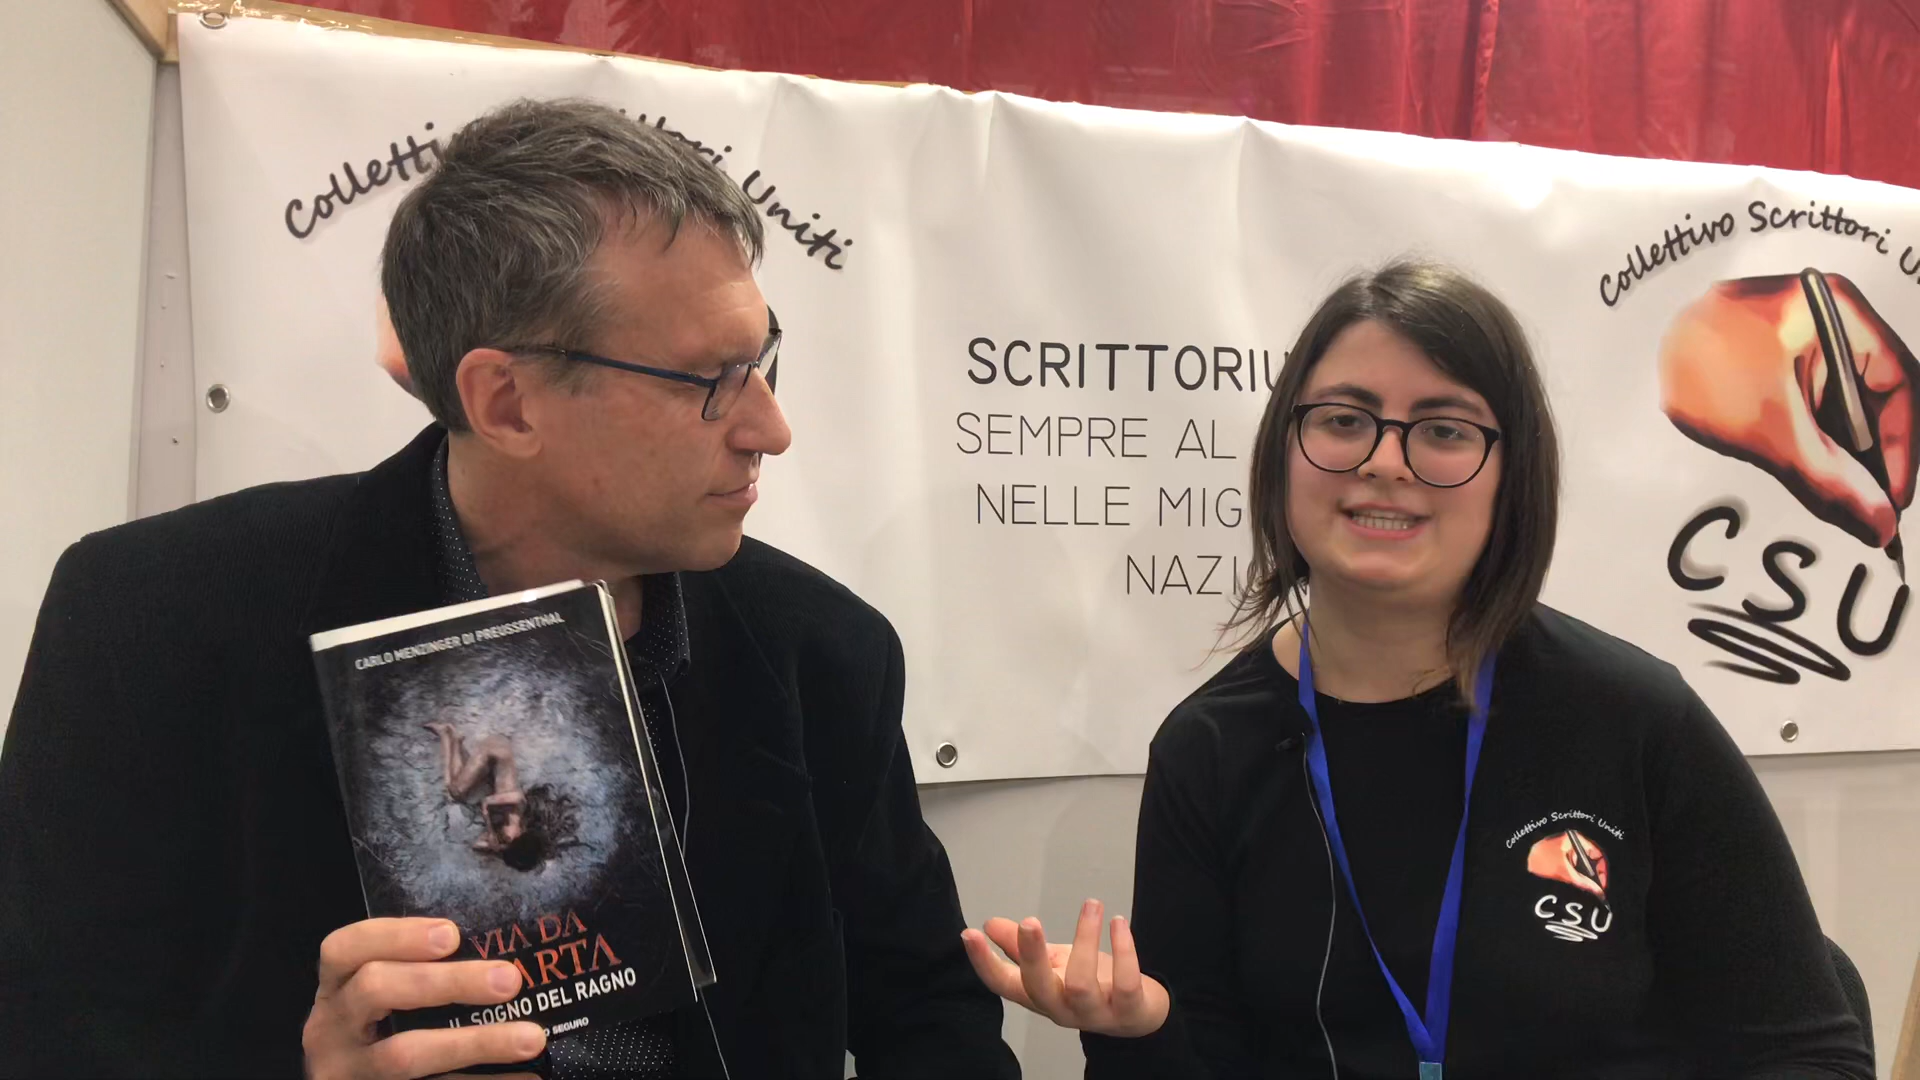 Collettivo
Uniti
SCRITTORIU
SEMPRE AL
NELLE MIG
NAZI
Collettivo Scrittori U
CSU
CARLO MENZINGER DI PREUSSENTHAL
VIA DA
ARTA
IL SOGNO DEL RAGNO
SEGURO
Collettivo Scrittori Uniti
CSU